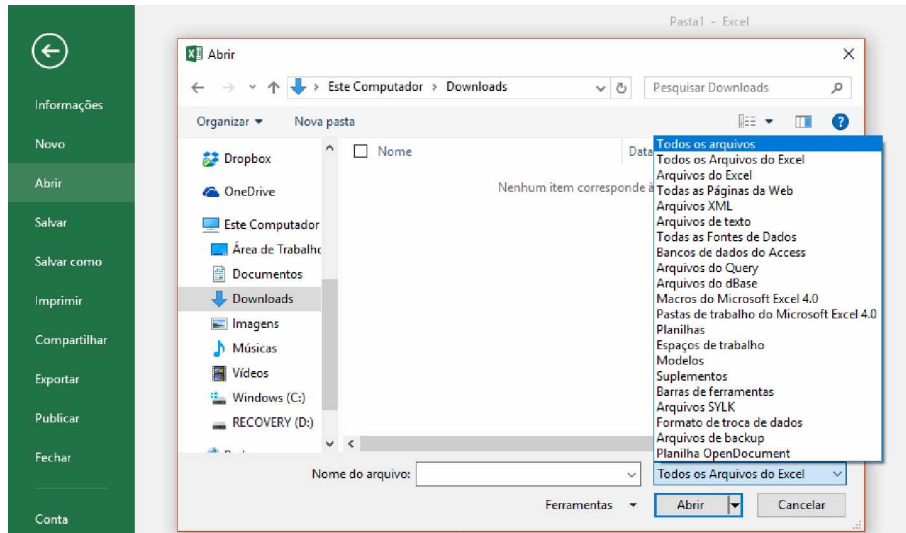 Pasta1 - Excel
Abrir
Este Computador > Downloads
Pesquisar Downloads
Organizar
Nova pasta
Informações
Novo
Abrir
Salvar
Salvar como
Imprimir
Compartilhar
Exportar
Publicar
Fechar
Conta
Dropbox
OneDrive
Este Computador
Área de Trabalho
Documentos
Downloads
Imagens
Músicas
Vídeos
Windows (C:)
RECOVERY (D:)
Nome
Data
Nenhum item corresponde à
Todos os arquivos
Todos os Arquivos do Excel
Arquivos do Excel
Todas as Páginas da Web
Arquivos XML
Arquivos de texto
Todas as Fontes de Dados
Bancos de dados do Access
Arquivos do Query
Arquivos do dBase
Macros do Microsoft Excel 4.0
Pastas de trabalho do Microsoft Excel 4.0
Planilhas
Espaços de trabalho
Modelos
Suplementos
Barras de ferramentas
Arquivos SYLK
Formato de troca de dados
Arquivos de backup
Planilha OpenDocument
Nome do arquivo:
Todos os Arquivos do Excel
Ferramentas
Abrir
Cancelar